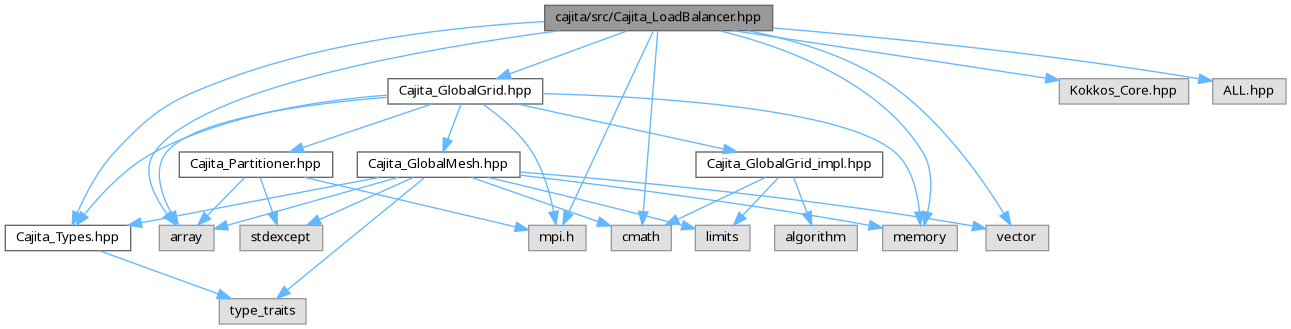 cajita/src/Cajita_LoadBalancer.hpp
Cajita_GlobalGrid.hpp
Kokkos_Core.hpp
ALL.hpp
Cajita_Partitioner.hpp
Cajita_GlobalMesh.hpp
Cajita_GlobalGrid_impl.hpp
Cajita_Types.hpp
array
stdexcept
mpi.h
cmath
limits
algorithm
memory
vector
type_traits